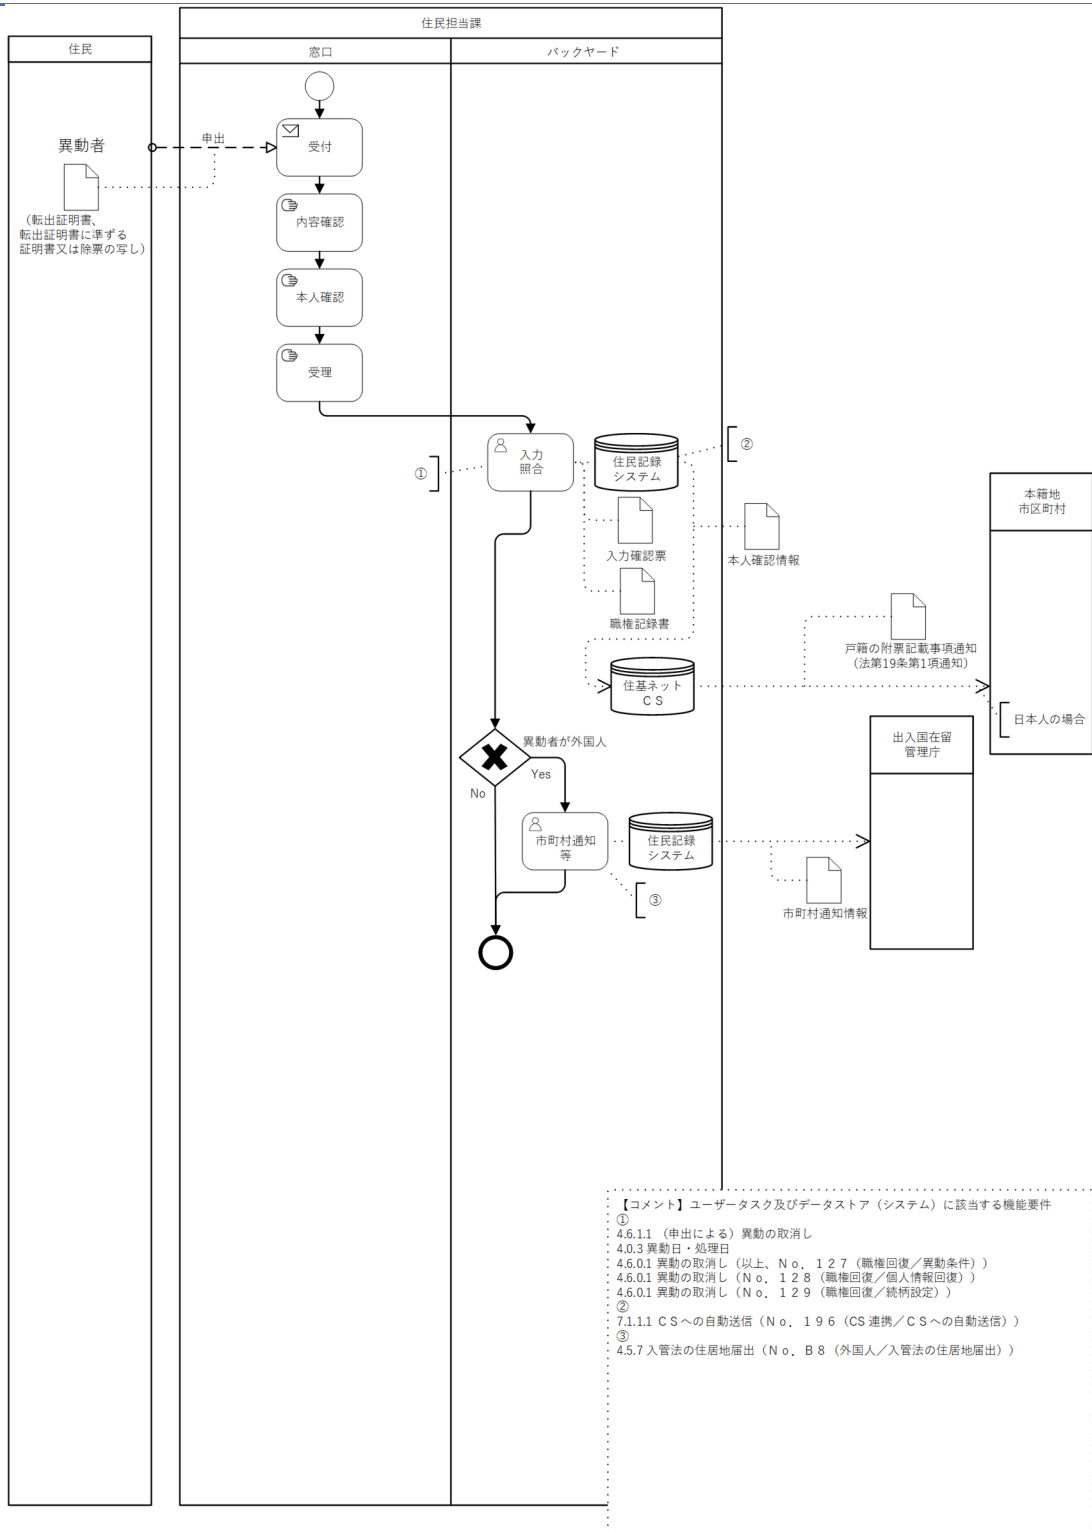 住民担当課
住民
窓口
バックヤード
異動者
申出
受付
(転出証明書、
転出証明書に準ずる
証明書又は除票の写し)
内容確認
本人確認
受理
入力
照合
①
住民記録
システム
②
入力確認票
本人確認情報
職権記録書
本籍地
市区町村
戸籍の附票記載事項通知
(法第19条第1項通知)
住基ネット
CS
日本人の場合
異動者が外国人
Yes
No
出入国在留
管理庁
市町村通知
等
住民記録
システム
③
市町村通知情報
【コメント】ユーザータスク及びデータストア(システム)に該当する機能要件
①
4.6.1.1 (申出による)異動の取消し
4.0.3 異動日・処理日
4.6.0.1 異動の取消し(以上、No.127(職権回復/異動条件))
4.6.0.1 異動の取消し(No.128(職権回復/個人情報回復))
4.6.0.1 異動の取消し(No.129(職権回復/続柄設定))
②
7.1.1.1 CSへの自動送信(No.196(CS連携/CSへの自動送信))
③
4.5.7 入管法の住居地届出(No.B8(外国人/入管法の住居地届出))